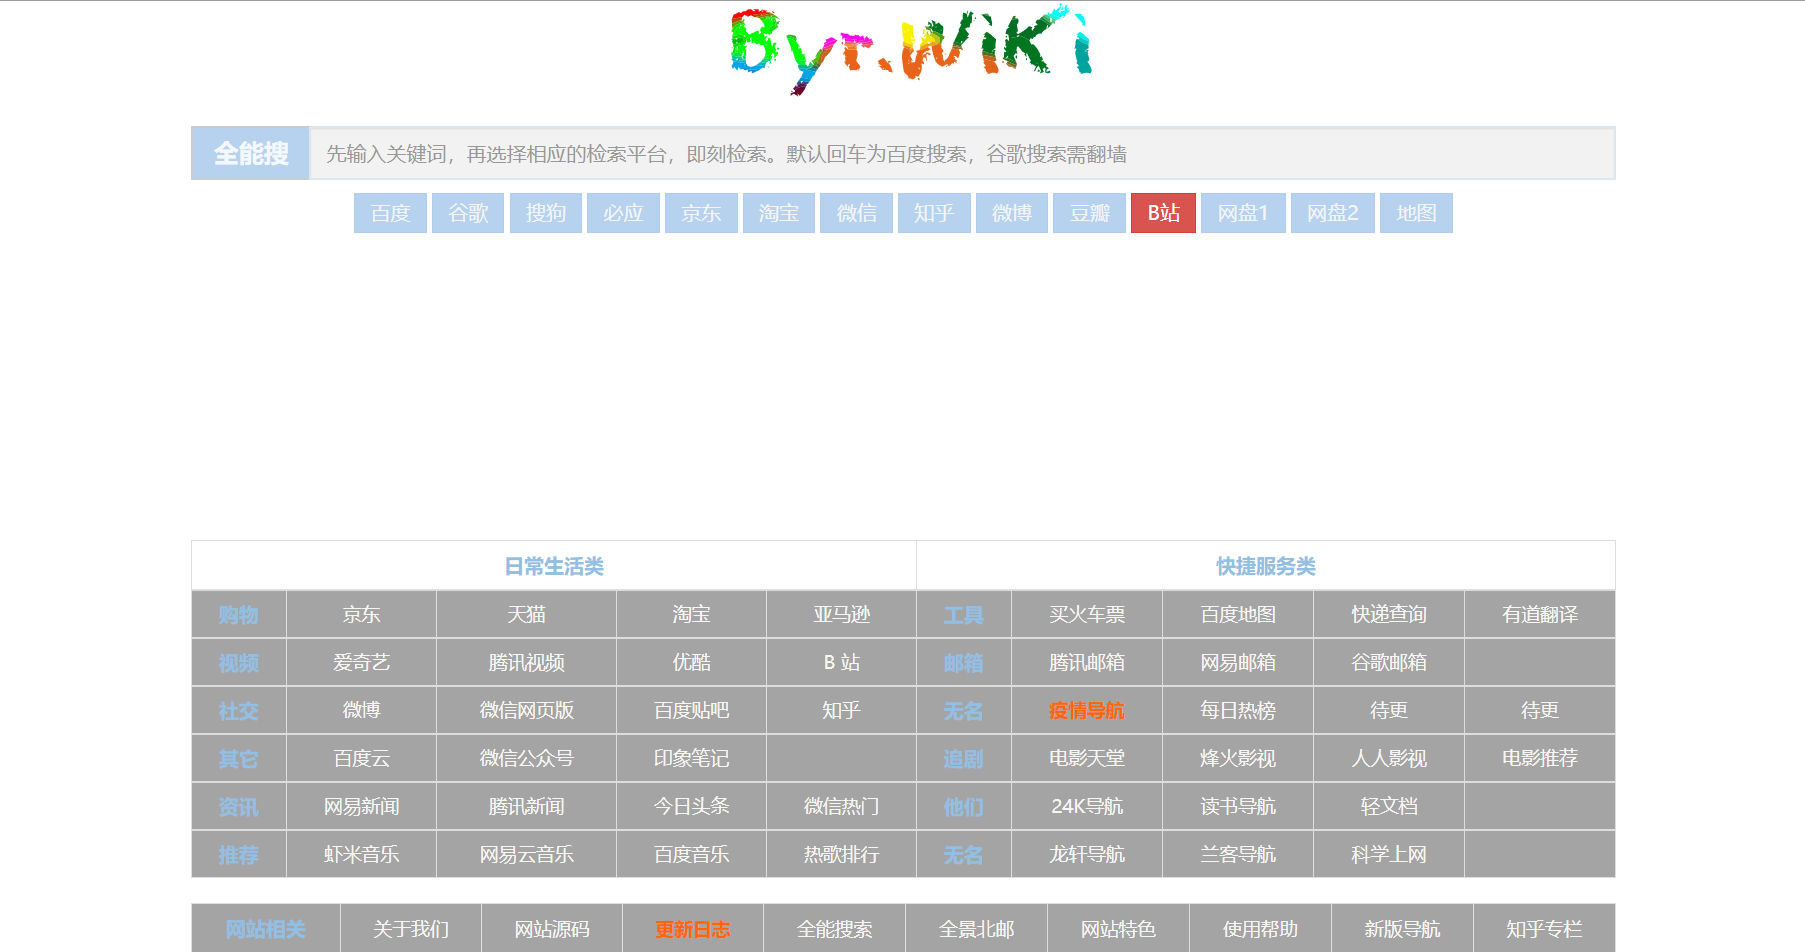 Byr.WiKi
全能搜 先输入关键词，再选择相应的检索平台，即刻检索。默认回车为百度搜索，谷歌搜索需翻墙
百度 谷歌 搜狗 必应 京东 淘宝 微信 知乎 微博 豆瓣 B站 网盘1 网盘2 地图
日常生活类 快捷服务类
购物 京东 天猫 淘宝 亚马逊 工具 买火车票 百度地图 快递查询 有道翻译
视频 爱奇艺 腾讯视频 优酷 B 站 邮箱 腾讯邮箱 网易邮箱 谷歌邮箱
社交 微博 微信网页版 百度贴吧 知乎 无名 疫情导航 每日热榜 待更 待更
其它 百度云 微信公众号 印象笔记 追剧 电影天堂 烽火影视 人人影视 电影推荐
资讯 网易新闻 腾讯新闻 今日头条 微信热门 他们 24K导航 读书导航 轻文档
推荐 虾米音乐 网易云音乐 百度音乐 热歌排行 无名 龙轩导航 兰客导航 科学上网
网站相关 关于我们 网站源码 更新日志 全能搜索 全景北邮 网站特色 使用帮助 新版导航 知乎专栏